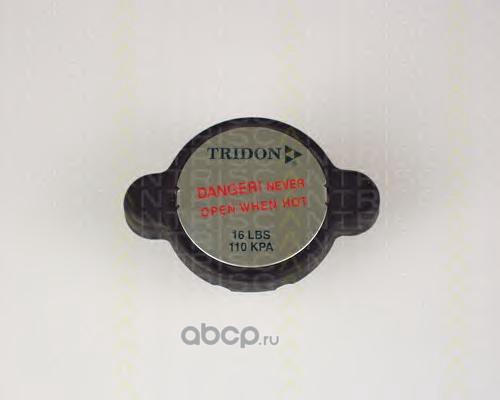 TRIDON
DANGER! NEVER
OPEN WHEN HOT
16 LBS
110 KPA
abcp.ru